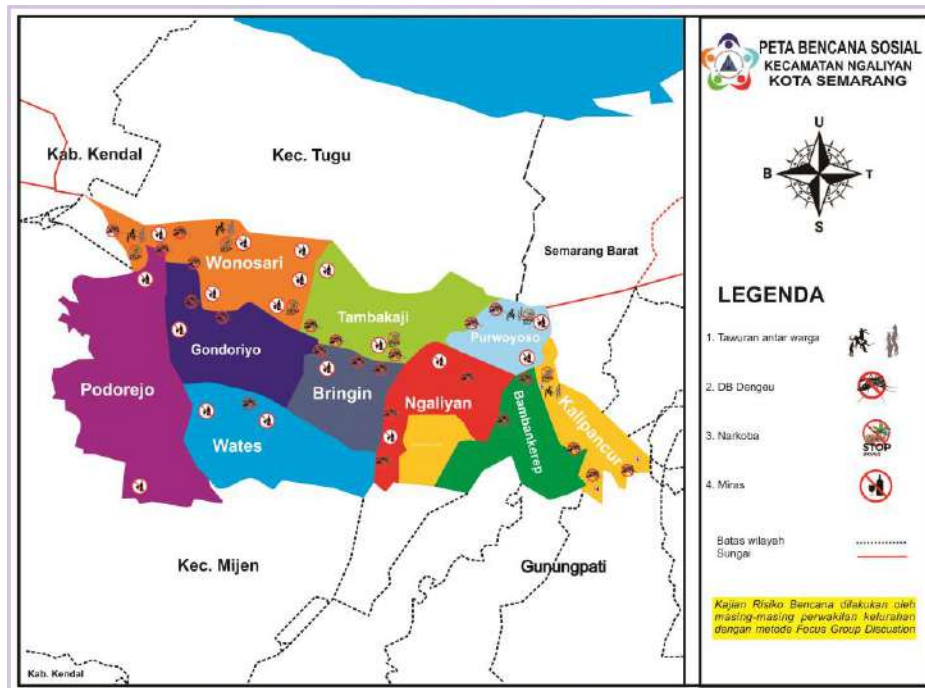 PETA BENCANA SOSIAL
KECAMATAN NGALIYAN
KOTA SEMARANG
U
B
T
S
Kab. Kendal
Kec. Tugu
Semarang Barat
Wonosari
Tambakaji
Purwoyoso
Gondoriyo
Podorejo
Bringin
Ngaliyan
Bambankerep
Kalipancur
Wates
Kec. Mijen
Gunungpati
Kab. Kendal
LEGENDA
1. Tawuran antar warga
2. DB Dengeu
3. Narkoba
STOP
4. Miras
Batas wilayah
Sungai
Kajian Risiko Bencana dilakukan oleh
masing-masing perwakilan kelurahan
dengan metode Focus Group Discustion